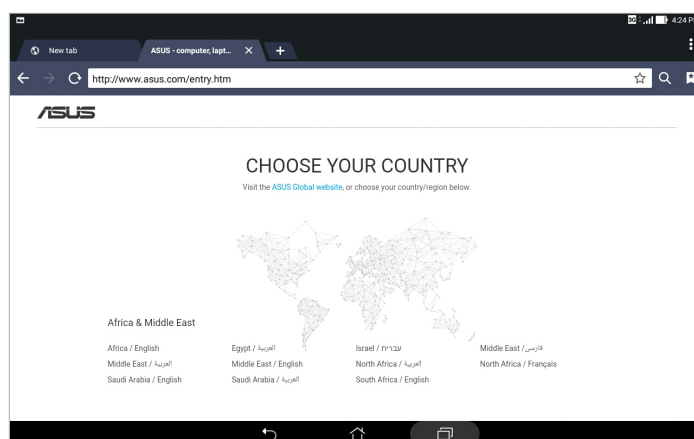 3G 4:24 P
New tab
ASUS - computer, lapt...
http://www.asus.com/entry.htm
ASUS
CHOOSE YOUR COUNTRY
Visit the ASUS Global website, or choose your country/region below.
Africa & Middle East
Africa / English
Egypt / العربية
Israel / עברית
Middle East / فارسی
Middle East / العربية
Middle East / English
North Africa / العربية
North Africa / Français
Saudi Arabia / English
Saudi Arabia / العربية
South Africa / English